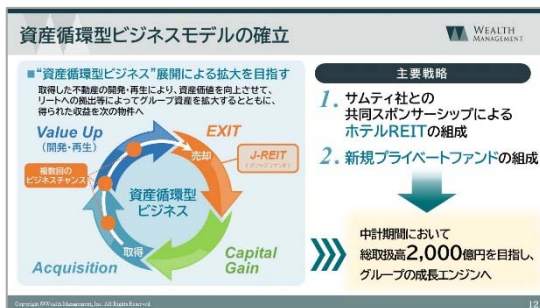 資産循環型ビジネスモデルの確立
WEALTH
MANAGEMENT
■“資産循環型ビジネス”展開による拡大を目指す
取得した不動産の開発・再生により、資産価値を向上させて、
リートへの拠出等によってグループ資産を拡大するとともに、
得られた収益を次の物件へ
Value Up
(開発・再生)
EXIT
売却
J-REIT
複数回の
ビジネスチャンス
資産循環型
ビジネス
取得
Acquisition
Capital
Gain
主要戦略
1. サムティ社との
共同スポンサーシップによる
ホテルREITの組成
2. 新規プライベートファンドの組成
中計期間において
総取扱高2,000億円を目指し、
グループの成長エンジンへ
Copyright ©Wealth Management, Inc. All Rights Reserved
12